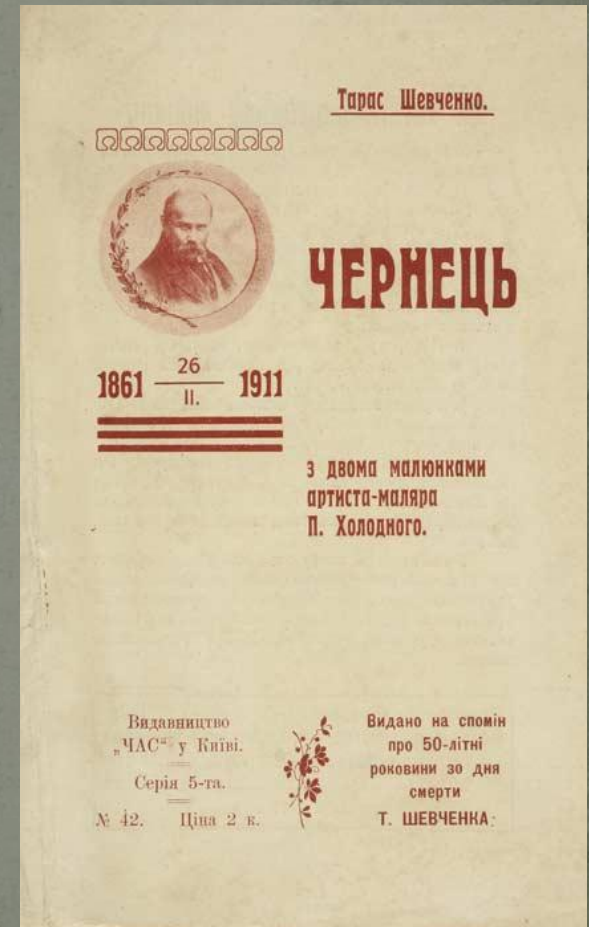 Тарас Шевченко.
ЧЕРНЕЦЬ
1861 26/II. 1911
з двома малюнками
артиста-маляра
П. Холодного.
Видавництво
„ЧАС“ у Київі.
Серія 5-та.
№ 42. Ціна 2 к.
Видано на спомін
про 50-літні
роковини зо дня
смерти
Т. ШЕВЧЕНКА.